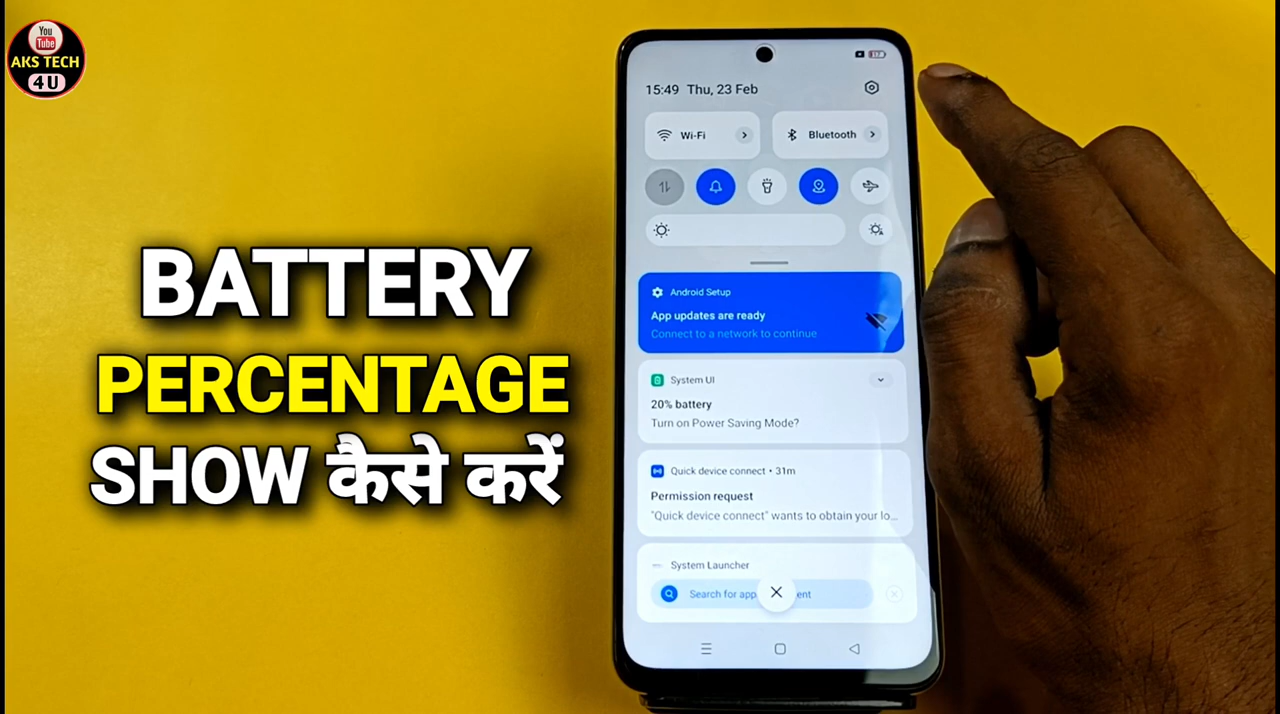 You
Tube
AKS TECH
4 U
BATTERY
PERCENTAGE
SHOW कैसे करें
17
15:49 Thu, 23 Feb
Wi-Fi
Bluetooth
Android Setup
App updates are ready
Connect to a network to continue
System UI
20% battery
Turn on Power Saving Mode?
Quick device connect • 31m
Permission request
"Quick device connect" wants to obtain your lo...
System Launcher
Search for app ent